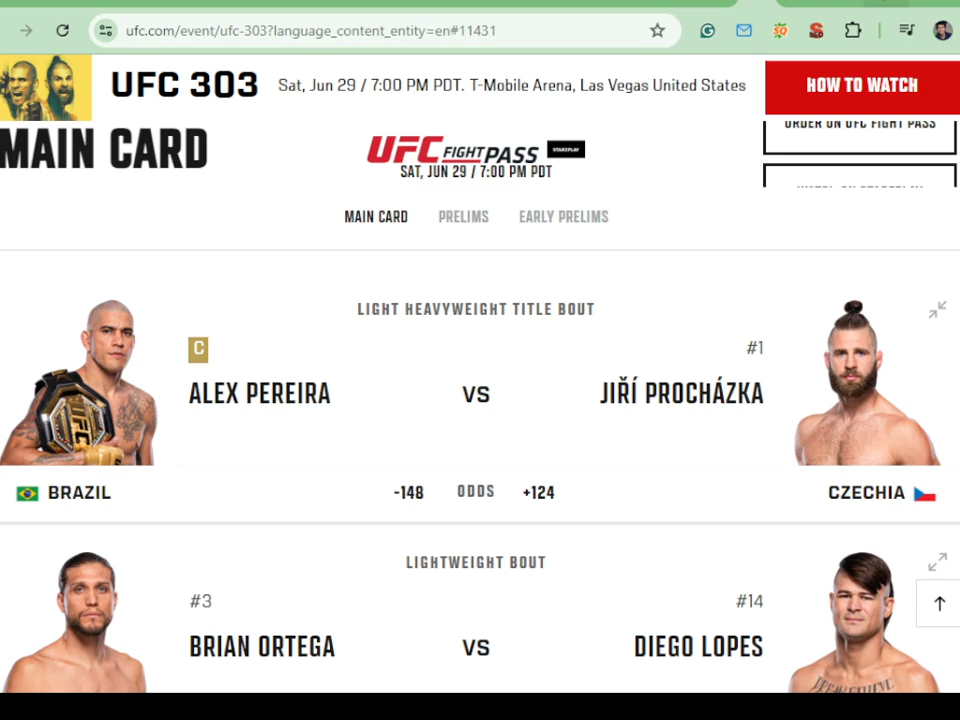 ufc.com/event/ufc-303?language_content_entity=en#11431
UFC 303
Sat, Jun 29 / 7:00 PM PDT. T-Mobile Arena, Las Vegas United States
HOW TO WATCH
MAIN CARD
UFC FIGHT PASS
STARZPLAY
ORDER ON UFC FIGHT PASS
SAT, JUN 29 / 7:00 PM PDT
MAIN CARD
PRELIMS
EARLY PRELIMS
LIGHT HEAVYWEIGHT TITLE BOUT
C
#1
ALEX PEREIRA
VS
JIŘÍ PROCHÁZKA
BRAZIL
-148
ODDS
+124
CZECHIA
LIGHTWEIGHT BOUT
#3
#14
BRIAN ORTEGA
VS
DIEGO LOPES